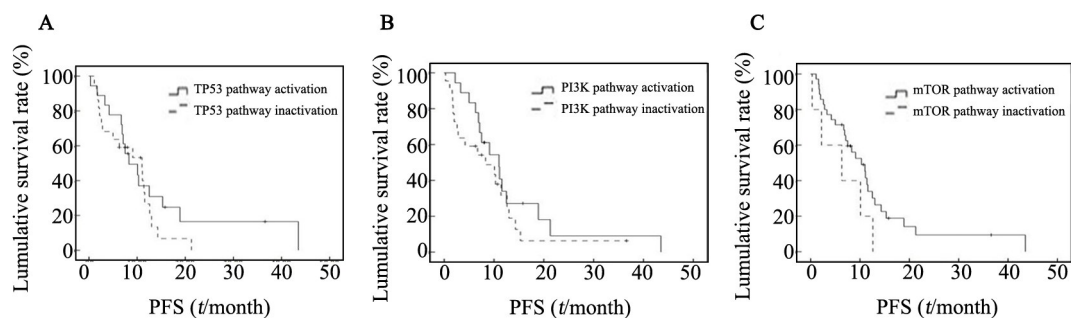 A
Lumulative survival rate (%)
100
80
60
40
20
0
TP53 pathway activation
TP53 pathway inactivation
0 10 20 30 40 50
PFS (t/month)
B
Lumulative survival rate (%)
100
80
60
40
20
0
PI3K pathway activation
PI3K pathway inactivation
0 10 20 30 40 50
PFS (t/month)
C
Lumulative survival rate (%)
100
80
60
40
20
0
mTOR pathway activation
mTOR pathway inactivation
0 10 20 30 40 50
PFS (t/month)